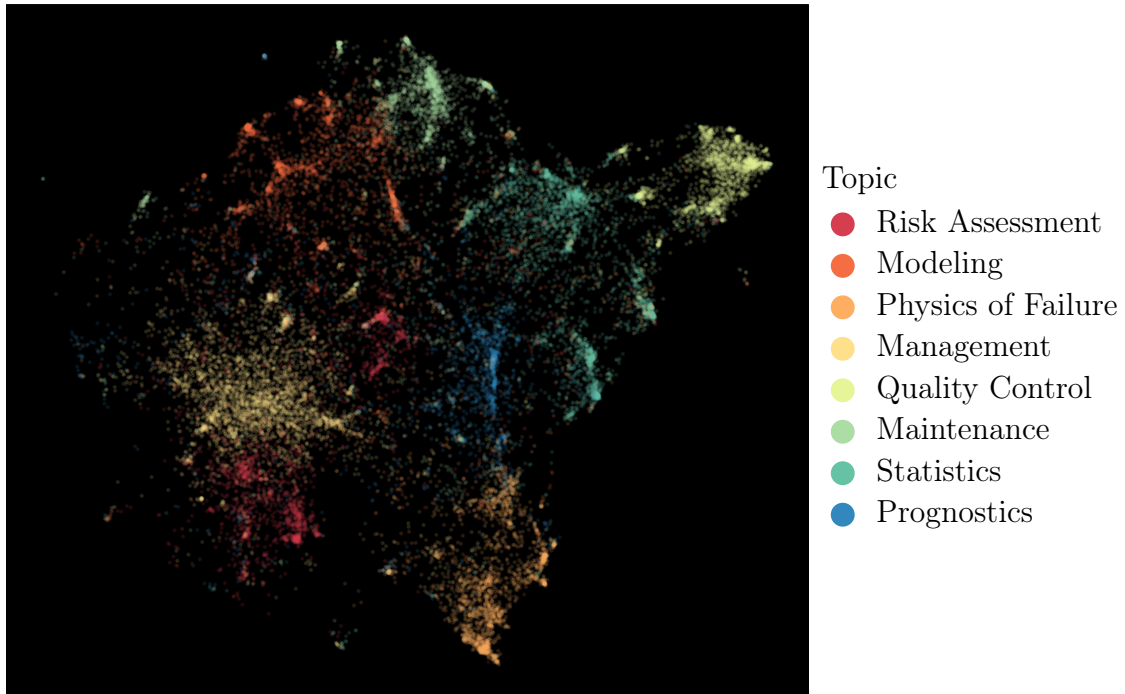 Topic
Risk Assessment
Modeling
Physics of Failure
Management
Quality Control
Maintenance
Statistics
Prognostics